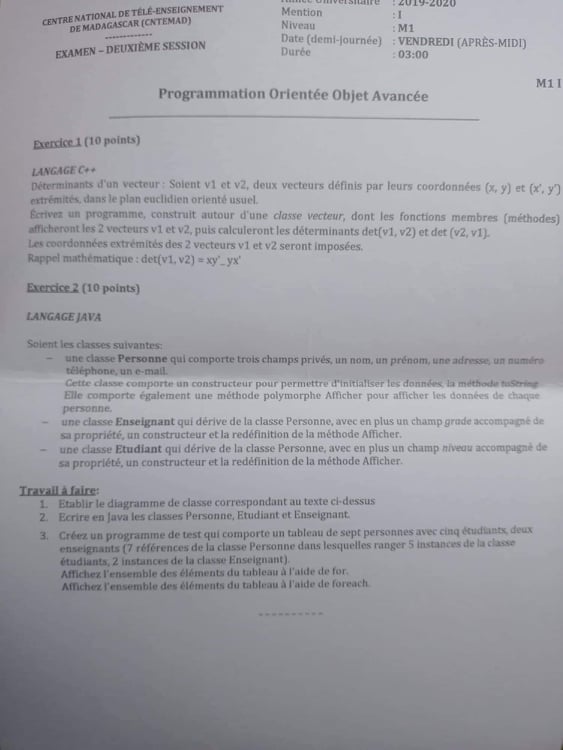 CENTRE NATIONAL DE TÉLÉ-ENSEIGNEMENT
DE MADAGASCAR (CNTEMAD)
-------------
EXAMEN – DEUXIÈME SESSION
Année Universitaire : 2019-2020
Mention : I
Niveau : M1
Date (demi-journée) : VENDREDI (APRÈS-MIDI)
Durée : 03:00
M1 I
Programmation Orientée Objet Avancée
Exercice 1 (10 points)
LANGAGE C++
Déterminants d'un vecteur : Soient v1 et v2, deux vecteurs définis par leurs coordonnées (x, y) et (x', y')
extrémités, dans le plan euclidien orienté usuel.
Écrivez un programme, construit autour d'une classe vecteur, dont les fonctions membres (méthodes)
afficheront les 2 vecteurs v1 et v2, puis calculeront les déterminants det(v1, v2) et det (v2, v1).
Les coordonnées extrémités des 2 vecteurs v1 et v2 seront imposées.
Rappel mathématique : det(v1, v2) = xy'_ yx'
Exercice 2 (10 points)
LANGAGE JAVA
Soient les classes suivantes:
– une classe Personne qui comporte trois champs privés, un nom, un prénom, une adresse, un numéro
téléphone, un e-mail.
Cette classe comporte un constructeur pour permettre d'initialiser les données, la méthode toString
Elle comporte également une méthode polymorphe Afficher pour afficher les données de chaque
personne.
– une classe Enseignant qui dérive de la classe Personne, avec en plus un champ grade accompagné de
sa propriété, un constructeur et la redéfinition de la méthode Afficher.
– une classe Etudiant qui dérive de la classe Personne, avec en plus un champ niveau accompagné de
sa propriété, un constructeur et la redéfinition de la méthode Afficher.
Travail à faire:
1. Etablir le diagramme de classe correspondant au texte ci-dessus
2. Ecrire en Java les classes Personne, Etudiant et Enseignant.
3. Créez un programme de test qui comporte un tableau de sept personnes avec cinq étudiants, deux
enseignants (7 références de la classe Personne dans lesquelles ranger 5 instances de la classe
étudiants, 2 instances de la classe Enseignant).
Affichez l'ensemble des éléments du tableau à l'aide de for.
Affichez l'ensemble des éléments du tableau à l'aide de foreach.
----------